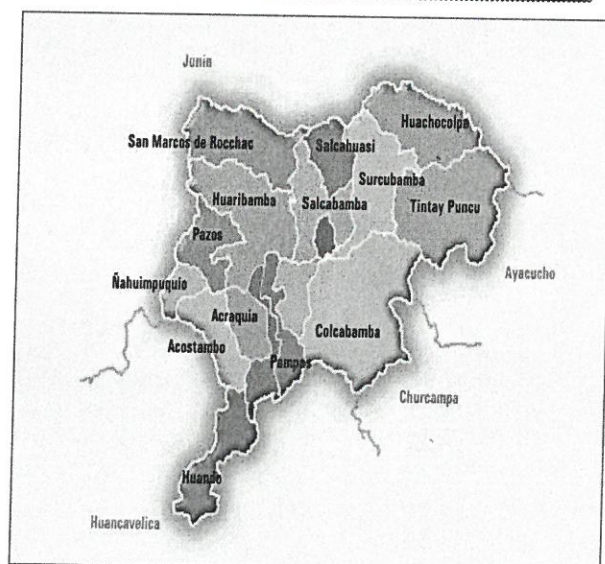 Junín
Huachocolpa
San Marcos de Rocchac
Salcahuasi
Surcubamba
Huaribamba
Salcabamba
Tintay Puncu
Pazos
Ñahuimpuquio
Ayacucho
Acraquia
Colcabamba
Acostambo
Pampas
Churcampa
Huando
Huancavelica